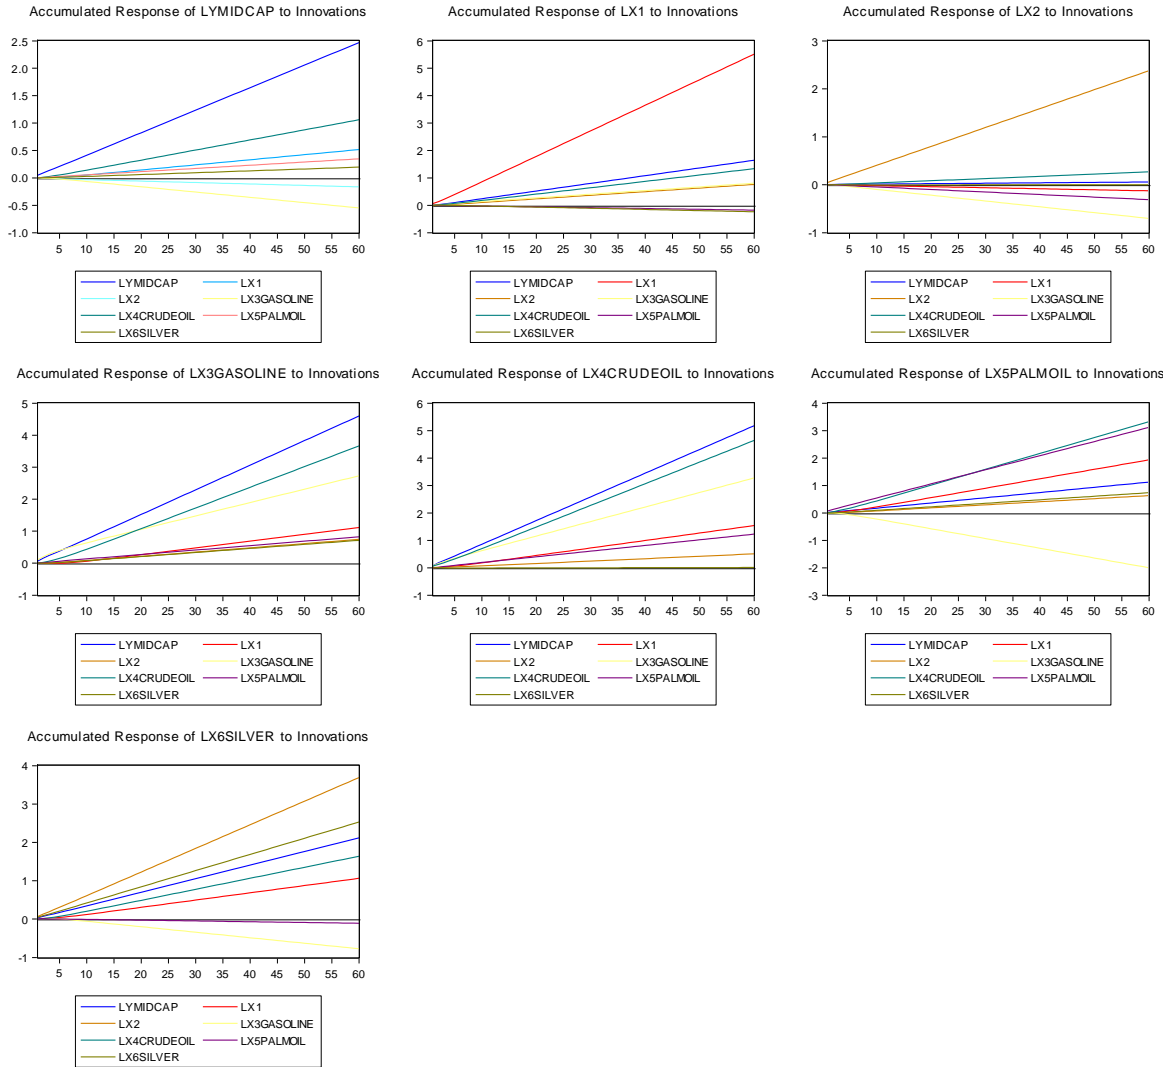 Accumulated Response of LYMIDCAP to Innovations
2.5
2.0
1.5
1.0
0.5
0.0
-0.5
-1.0
5 10 15 20 25 30 35 40 45 50 55 60
LYMIDCAP LX1
LX2 LX3GASOLINE
LX4CRUDEOIL LX5PALMOIL
LX6SILVER
Accumulated Response of LX1 to Innovations
6
5
4
3
2
1
0
-1
5 10 15 20 25 30 35 40 45 50 55 60
LYMIDCAP LX1
LX2 LX3GASOLINE
LX4CRUDEOIL LX5PALMOIL
LX6SILVER
Accumulated Response of LX2 to Innovations
3
2
1
0
-1
5 10 15 20 25 30 35 40 45 50 55 60
LYMIDCAP LX1
LX2 LX3GASOLINE
LX4CRUDEOIL LX5PALMOIL
LX6SILVER
Accumulated Response of LX3GASOLINE to Innovations
5
4
3
2
1
0
-1
5 10 15 20 25 30 35 40 45 50 55 60
LYMIDCAP LX1
LX2 LX3GASOLINE
LX4CRUDEOIL LX5PALMOIL
LX6SILVER
Accumulated Response of LX4CRUDEOIL to Innovations
6
5
4
3
2
1
0
-1
5 10 15 20 25 30 35 40 45 50 55 60
LYMIDCAP LX1
LX2 LX3GASOLINE
LX4CRUDEOIL LX5PALMOIL
LX6SILVER
Accumulated Response of LX5PALMOIL to Innovations
4
3
2
1
0
-1
-2
-3
5 10 15 20 25 30 35 40 45 50 55 60
LYMIDCAP LX1
LX2 LX3GASOLINE
LX4CRUDEOIL LX5PALMOIL
LX6SILVER
Accumulated Response of LX6SILVER to Innovations
4
3
2
1
0
-1
5 10 15 20 25 30 35 40 45 50 55 60
LYMIDCAP LX1
LX2 LX3GASOLINE
LX4CRUDEOIL LX5PALMOIL
LX6SILVER